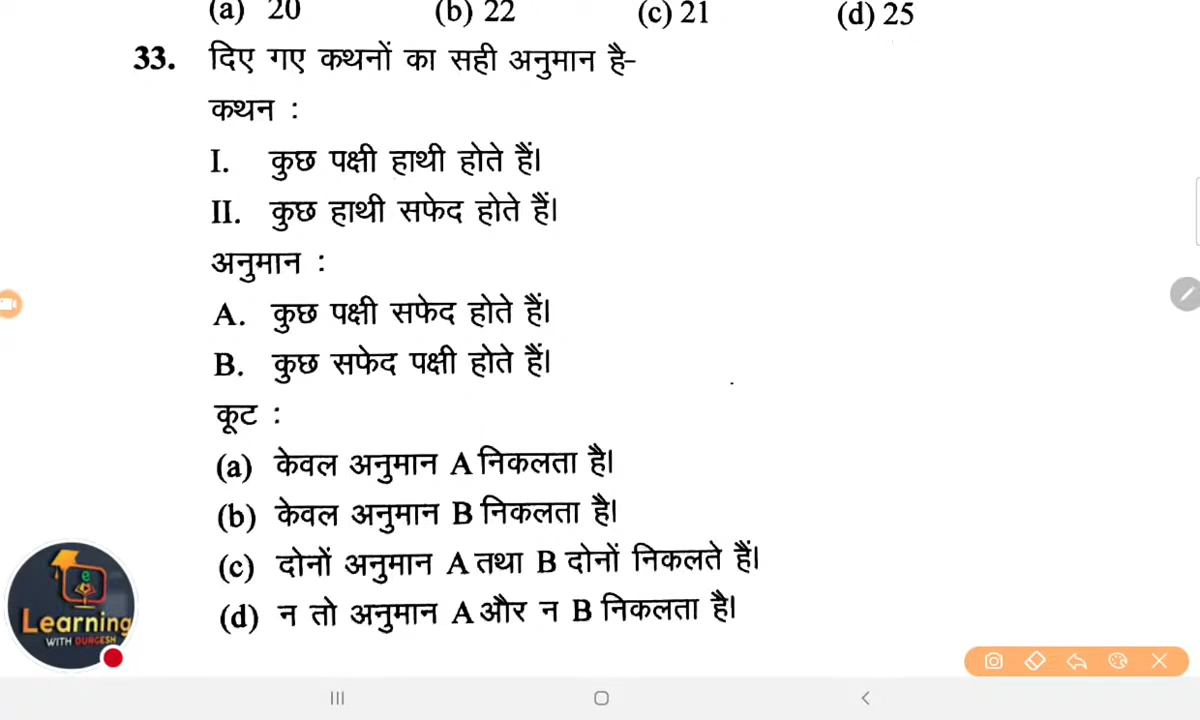 (a) 20 (b) 22 (c) 21 (d) 25
33. दिए गए कथनों का सही अनुमान है-
कथन :
I. कुछ पक्षी हाथी होते हैं।
II. कुछ हाथी सफेद होते हैं।
अनुमान :
A. कुछ पक्षी सफेद होते हैं।
B. कुछ सफेद पक्षी होते हैं।
कूट :
(a) केवल अनुमान A निकलता है।
(b) केवल अनुमान B निकलता है।
(c) दोनों अनुमान A तथा B दोनों निकलते हैं।
(d) न तो अनुमान A और न B निकलता है।
e
Learning
WITH DURGESH